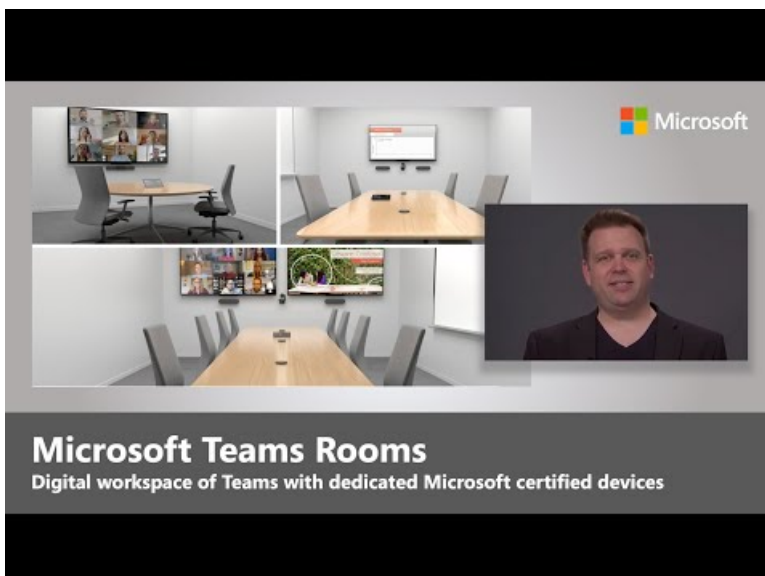 Microsoft
Microsoft Teams Rooms
Digital workspace of Teams with dedicated Microsoft certified devices